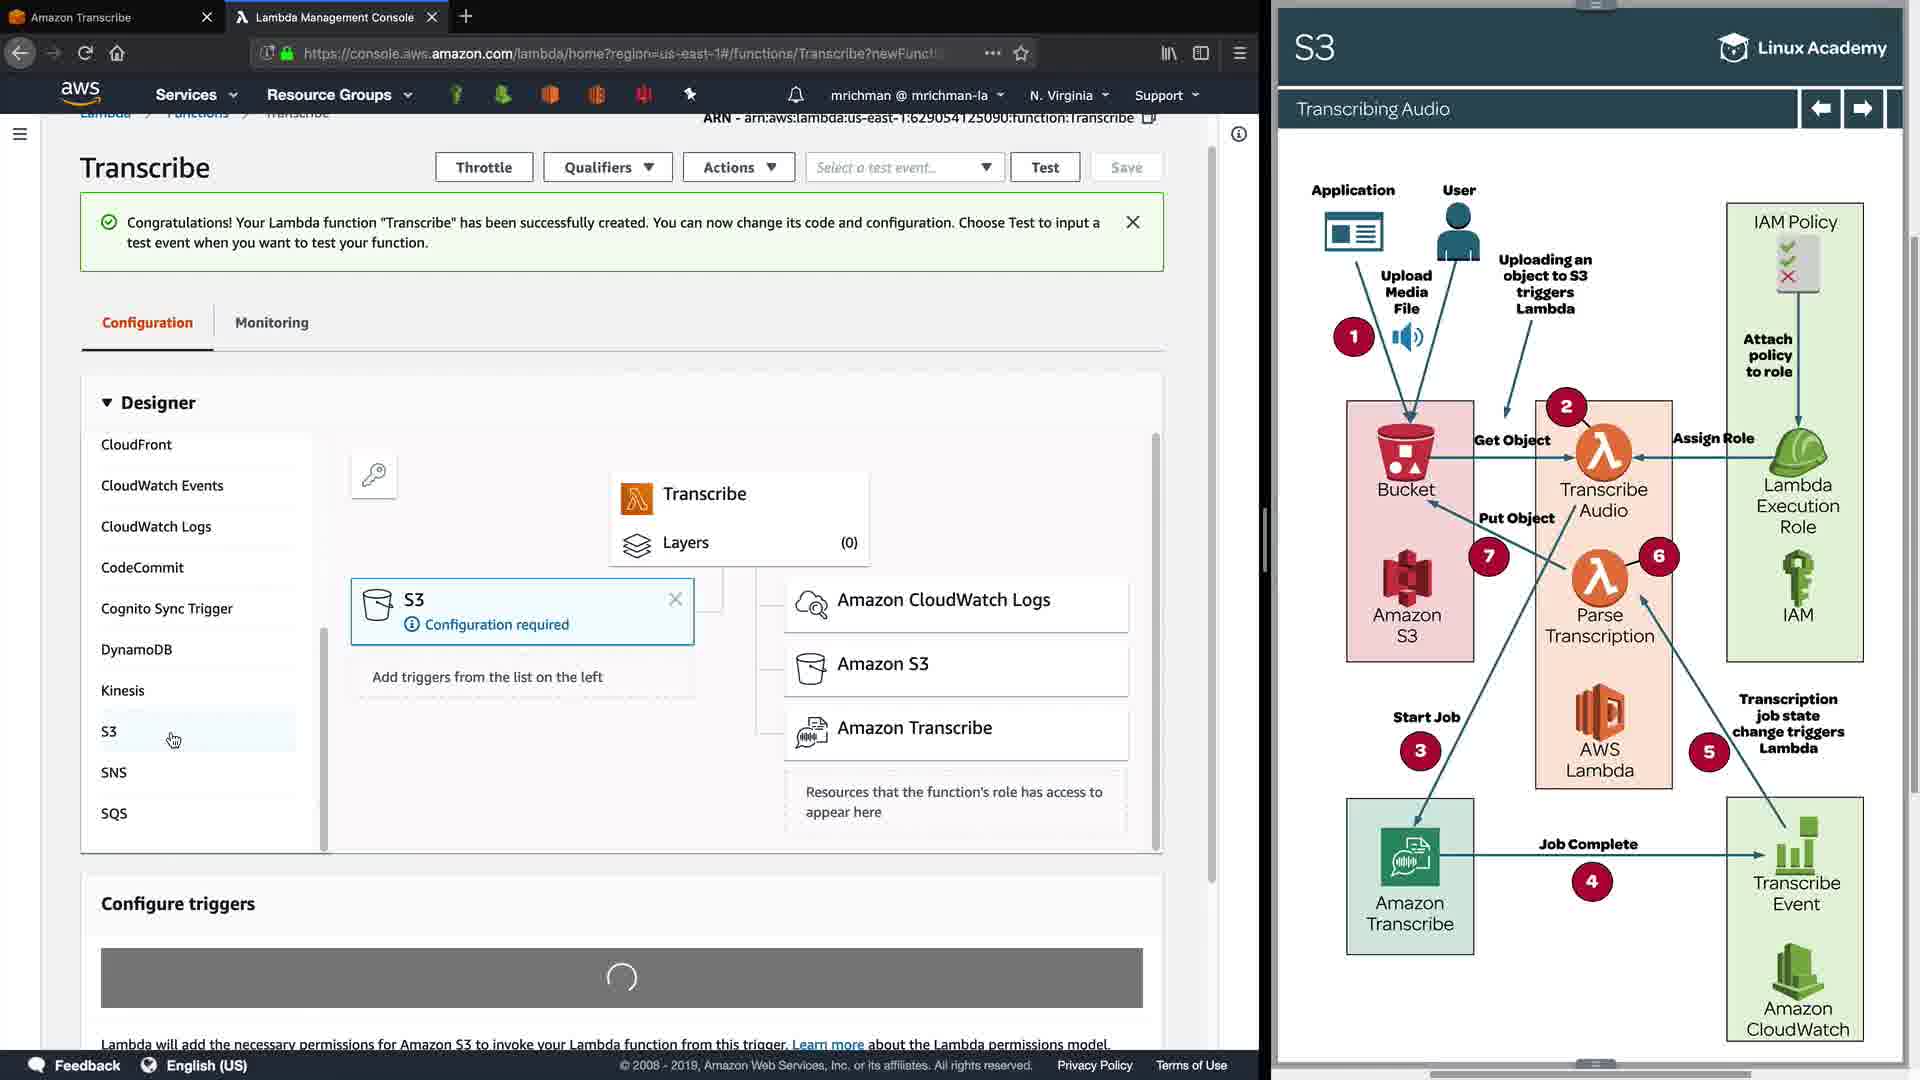 Amazon Transcribe
Lambda Management Console
https://console.aws.amazon.com/lambda/home?region=us-east-1#/functions/Transcribe?newFuncti
aws
Services
Resource Groups
mrichman @ mrichman-la
N. Virginia
Support
Lambda
Functions
Transcribe
ARN - arn:aws:lambda:us-east-1:629054125090:function:Transcribe
Transcribe
Throttle
Qualifiers
Actions
Select a test event..
Test
Save
Congratulations! Your Lambda function "Transcribe" has been successfully created. You can now change its code and configuration. Choose Test to input a
test event when you want to test your function.
Configuration
Monitoring
Designer
CloudFront
CloudWatch Events
CloudWatch Logs
CodeCommit
Cognito Sync Trigger
DynamoDB
Kinesis
S3
SNS
SQS
Transcribe
Layers
(0)
S3
Configuration required
Add triggers from the list on the left
Amazon CloudWatch Logs
Amazon S3
Amazon Transcribe
Resources that the function's role has access to
appear here
Configure triggers
Lambda will add the necessary permissions for Amazon S3 to invoke your Lambda function from this trigger. Learn more about the Lambda permissions model.
Feedback
English (US)
© 2008 - 2019, Amazon Web Services, Inc. or its affiliates. All rights reserved.
Privacy Policy
Terms of Use
S3
Linux Academy
Transcribing Audio
Application
User
IAM Policy
Upload
Media
File
Uploading an
object to S3
triggers
Lambda
1
Attach
policy
to role
2
Get Object
Assign Role
Bucket
Transcribe
Audio
Lambda
Execution
Role
Put Object
7
6
Amazon
S3
Parse
Transcription
IAM
Start Job
3
AWS
Lambda
Transcription
job state
change triggers
Lambda
5
Job Complete
4
Amazon
Transcribe
Transcribe
Event
Amazon
CloudWatch